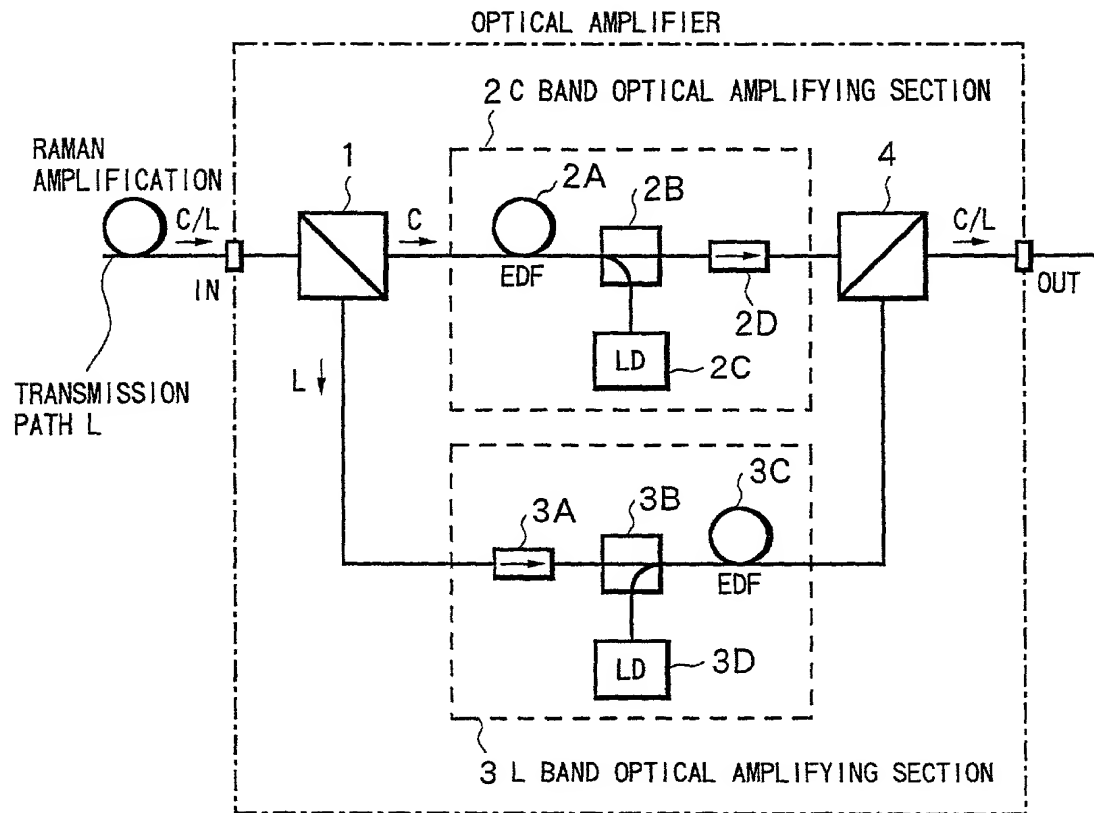 OPTICAL AMPLIFIER
2 C BAND OPTICAL AMPLIFYING SECTION
RAMAN
AMPLIFICATION
1
2A
2B
4
C/L
C
C/L
IN
EDF
2D
OUT
LD
2C
L
TRANSMISSION
PATH L
3A
3B
3C
EDF
LD
3D
3 L BAND OPTICAL AMPLIFYING SECTION